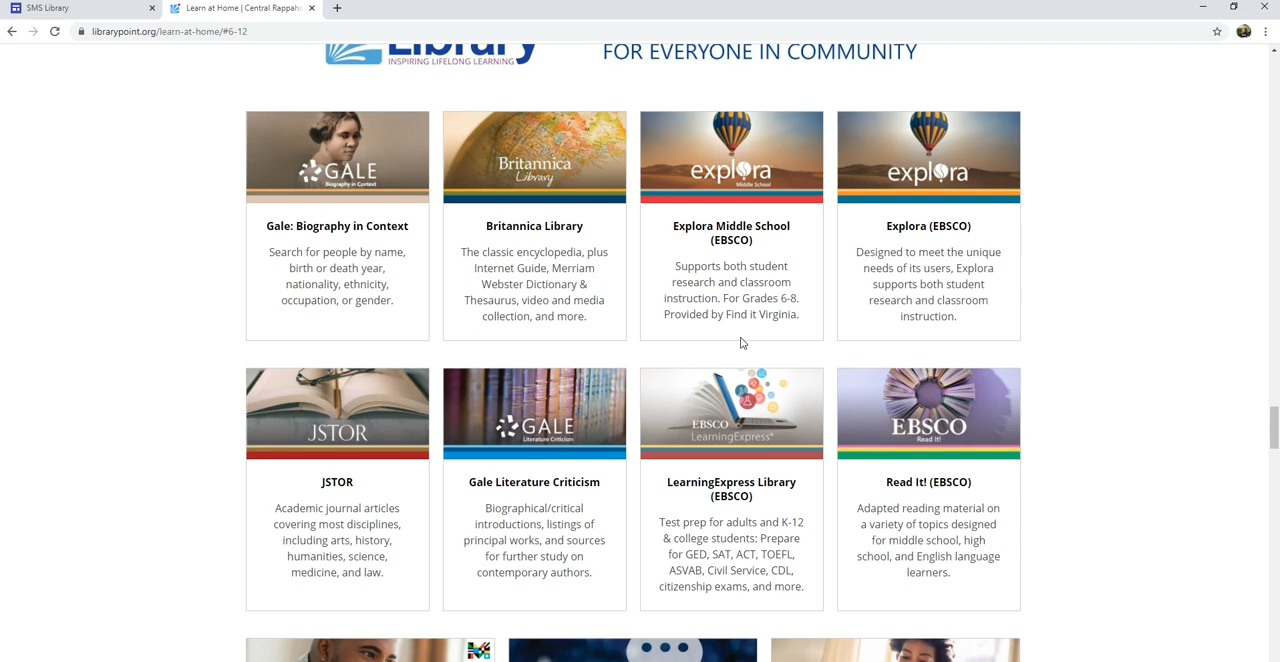 SMS Library
Learn at Home | Central Rappaha
librarypoint.org/learn-at-home/#6-12
Library
INSPIRING LIFELONG LEARNING
FOR EVERYONE IN COMMUNITY
GALE
Biography in Context
Britannica
Library
explora
Middle School
explora
Gale: Biography in Context
Search for people by name,
birth or death year,
nationality, ethnicity,
occupation, or gender.
Britannica Library
The classic encyclopedia, plus
Internet Guide, Merriam
Webster Dictionary &
Thesaurus, video and media
collection, and more.
Explora Middle School
(EBSCO)
Supports both student
research and classroom
instruction. For Grades 6-8.
Provided by Find it Virginia.
Explora (EBSCO)
Designed to meet the unique
needs of its users, Explora
supports both student
research and classroom
instruction.
JSTOR
GALE
Literature Criticism
EBSCO
LearningExpress
EBSCO
Read It!
JSTOR
Academic journal articles
covering most disciplines,
including arts, history,
humanities, science,
medicine, and law.
Gale Literature Criticism
Biographical/critical
introductions, listings of
principal works, and sources
for further study on
contemporary authors.
LearningExpress Library
(EBSCO)
Test prep for adults and K-12
& college students: Prepare
for GED, SAT, ACT, TOEFL,
ASVAB, Civil Service, CDL,
citizenship exams, and more.
Read It! (EBSCO)
Adapted reading material on
a variety of topics designed
for middle school, high
school, and English language
learners.